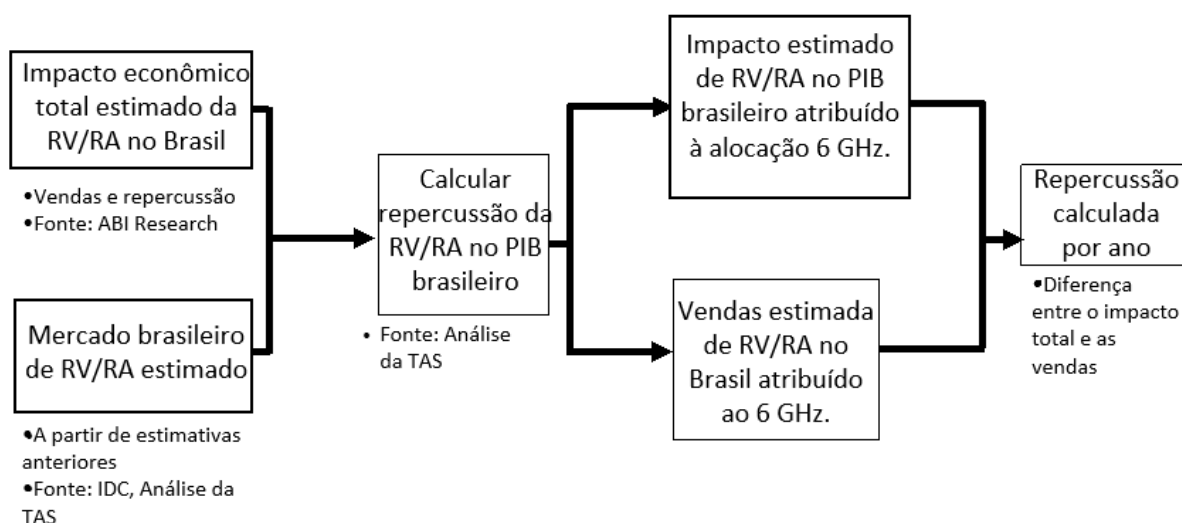 Impacto econômico
total estimado da
RV/RA no Brasil
•Vendas e repercussão
•Fonte: ABI Research
Mercado brasileiro
de RV/RA estimado
•A partir de estimativas
anteriores
•Fonte: IDC, Análise da
TAS
Calcular
repercussão da
RV/RA no PIB
brasileiro
• Fonte: Análise
da TAS
Impacto estimado
de RV/RA no PIB
brasileiro atribuído
à alocação 6 GHz.
Vendas estimada
de RV/RA no
Brasil atribuído
ao 6 GHz.
Repercussão
calculada
por ano
•Diferença
entre o impacto
total e as
vendas